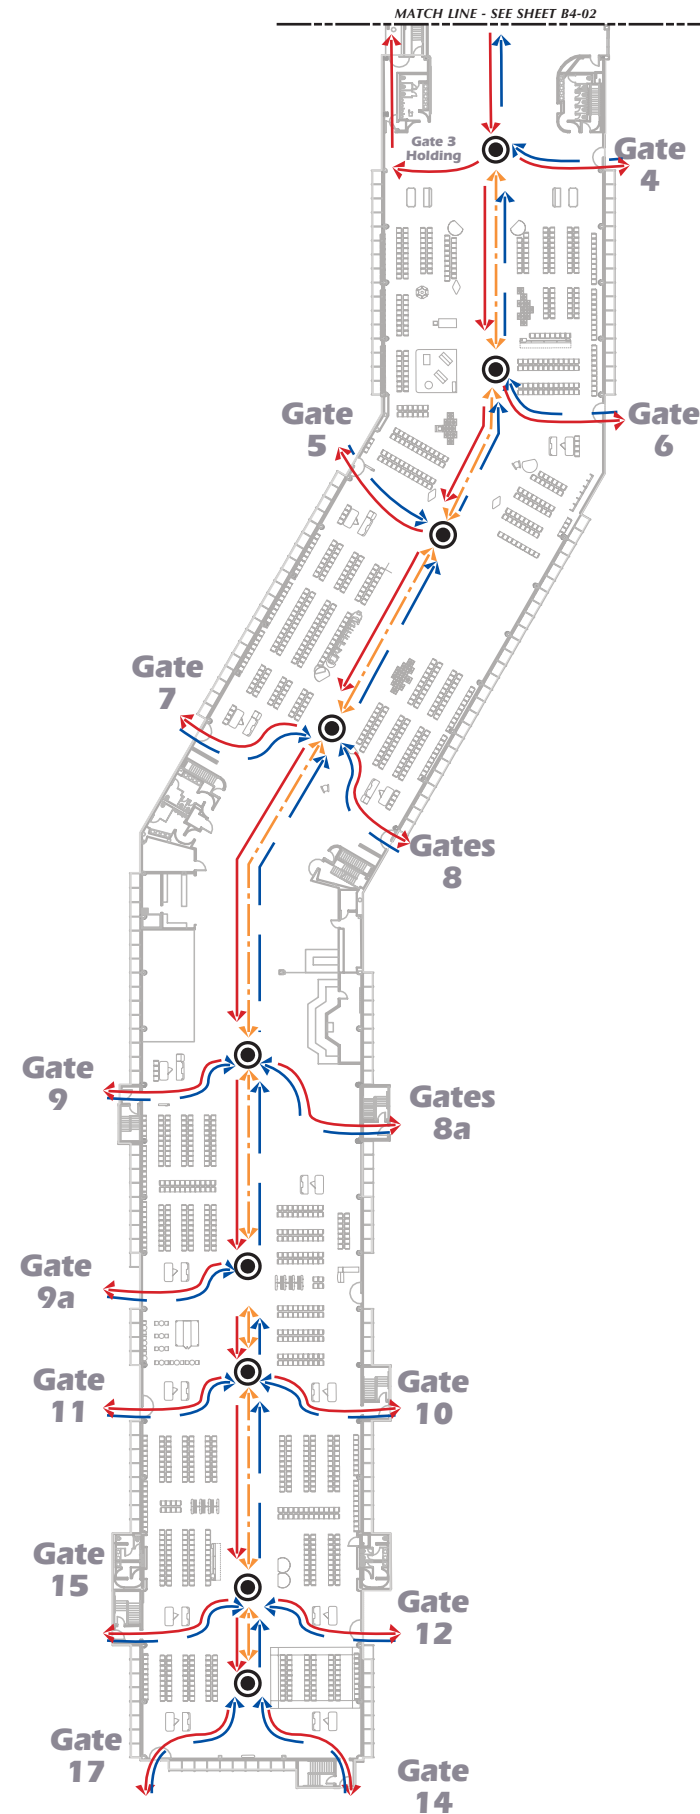 MATCH LINE - SEE SHEET B4-02
Gate 3
Holding
Gate
4
Gate
5
Gate
6
Gate
7
Gates
8
Gate
9
Gates
8a
Gate
9a
Gate
11
Gate
10
Gate
15
Gate
12
Gate
17
Gate
14